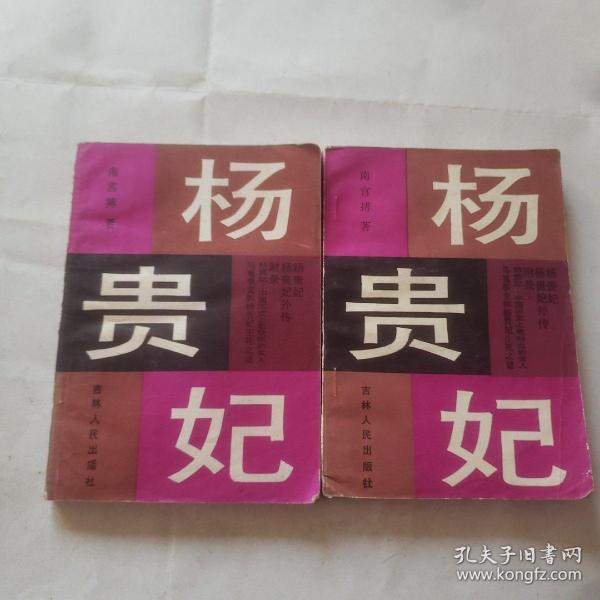 南宫搏 著
杨
贵
妃
杨贵妃
杨贵妃外传
附录
吉林人民出版社
南宫搏 著
杨
贵
妃
杨贵妃
杨贵妃外传
附录：
吉林人民出版社
孔夫子旧书网
www.kongfz.com